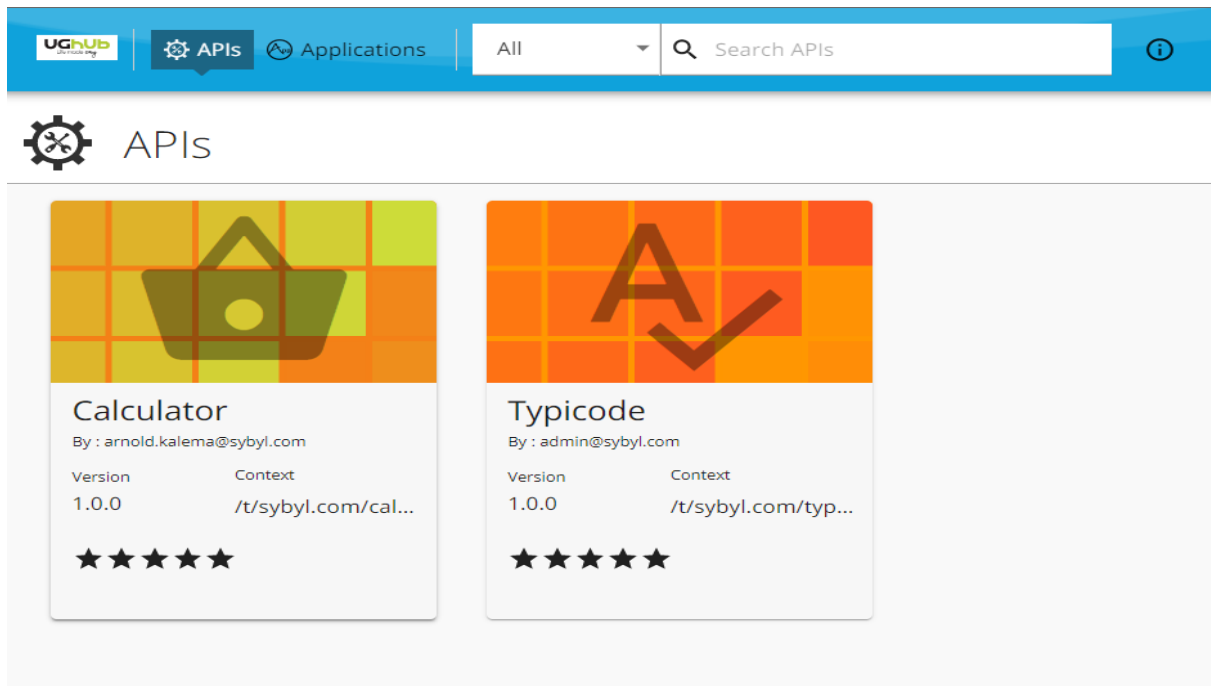 UGhUb
APIs
Applications
All
Search APIs
APIs
Calculator
By : arnold.kalema@sybyl.com
Version
Context
1.0.0
/t/sybyl.com/cal...
Typicode
By : admin@sybyl.com
Version
Context
1.0.0
/t/sybyl.com/typ...